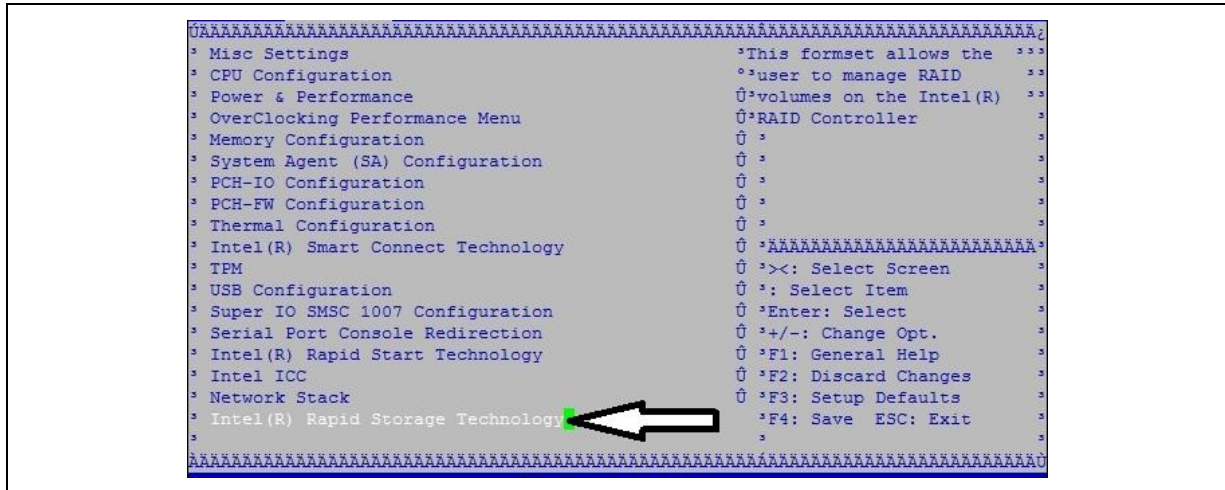 Misc Settings
CPU Configuration
Power & Performance
OverClocking Performance Menu
Memory Configuration
System Agent (SA) Configuration
PCH-IO Configuration
PCH-FW Configuration
Thermal Configuration
Intel(R) Smart Connect Technology
TPM
USB Configuration
Super IO SMSC 1007 Configuration
Serial Port Console Redirection
Intel(R) Rapid Start Technology
Intel ICC
Network Stack
Intel(R) Rapid Storage Technology
This formset allows the
user to manage RAID
volumes on the Intel(R)
RAID Controller
><: Select Screen
: Select Item
Enter: Select
+/-: Change Opt.
F1: General Help
F2: Discard Changes
F3: Setup Defaults
F4: Save ESC: Exit